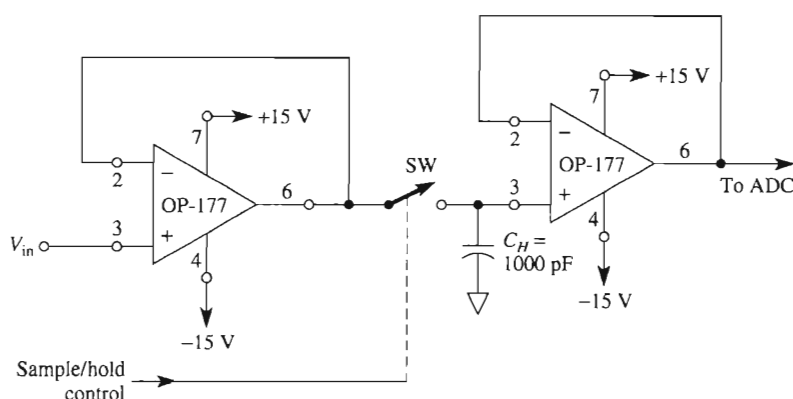 +15 V
7
2
−
OP-177
6
3
+
4
−15 V
V_in
SW
+15 V
7
2
−
OP-177
6
3
+
4
−15 V
To ADC
C_H =
1000 pF
Sample/hold
control